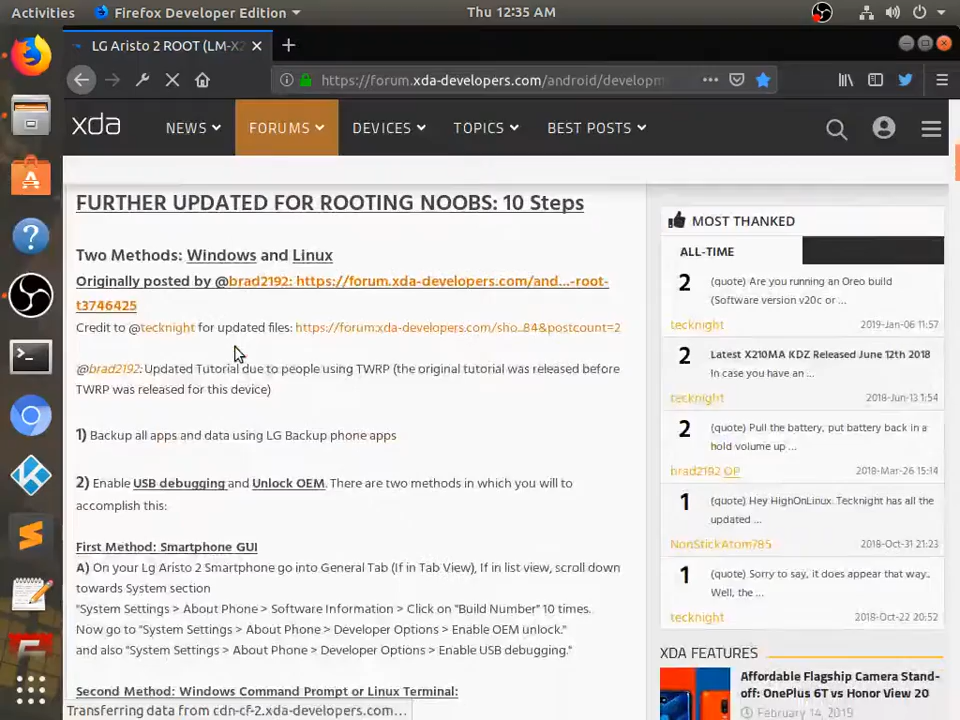 Activities
Firefox Developer Edition
Thu 12:35 AM
LG Aristo 2 ROOT (LM-X2
https://forum.xda-developers.com/android/developm
xda
NEWS
FORUMS
DEVICES
TOPICS
BEST POSTS
FURTHER UPDATED FOR ROOTING NOOBS: 10 Steps
Two Methods: Windows and Linux
Originally posted by @brad2192: https://forum.xda-developers.com/and...-root-
t3746425
Credit to @tecknight for updated files: https://forum.xda-developers.com/sho...84&postcount=2
@brad2192: Updated Tutorial due to people using TWRP (the original tutorial was released before
TWRP was released for this device)
1) Backup all apps and data using LG Backup phone apps
2) Enable USB debugging and Unlock OEM. There are two methods in which you will to
accomplish this:
First Method: Smartphone GUI
A) On your Lg Aristo 2 Smartphone go into General Tab (If in Tab View), If in list view, scroll down
towards System section
"System Settings > About Phone > Software Information > Click on "Build Number" 10 times.
Now go to "System Settings > About Phone > Developer Options > Enable OEM unlock."
and also "System Settings > About Phone > Developer Options > Enable USB debugging."
Second Method: Windows Command Prompt or Linux Terminal:
Transferring data from cdn-cf-2.xda-developers.com...
MOST THANKED
ALL-TIME
2
(quote) Are you running an Oreo build
(Software version v20c or ...
tecknight
2019-Jan-06 11:57
2
Latest X210MA KDZ Released June 12th 2018
In case you have an ...
tecknight
2018-Jun-13 1:54
2
(quote) Pull the battery, put battery back in a
hold volume up ...
brad2192 OP
2018-Mar-26 15:14
1
(quote) Hey HighOnLinux. Tecknight has all the
updated ...
NonStickAtom785
2018-Oct-31 21:23
1
(quote) Sorry to say, it does appear that way..
Well, the ...
tecknight
2018-Oct-22 20:52
XDA FEATURES
Affordable Flagship Camera Stand-
off: OnePlus 6T vs Honor View 20
February 14, 2019